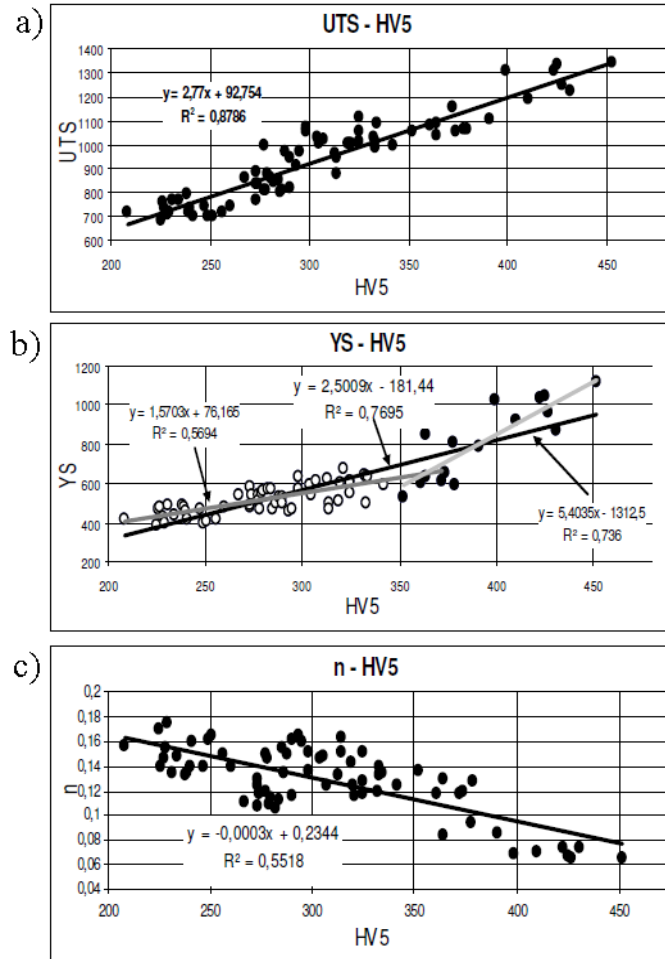 a)
UTS - HV5
1400
1300
1200
1100
1000
900
800
700
600
UTS
y= 2,77x + 92,754
R² = 0,8786
200 250 300 350 400 450
HV5
b)
YS - HV5
1200
1000
800
600
400
200
YS
y = 2,5009x - 181,44
R² = 0,7695
y= 1,5703x + 76,165
R² = 0,5694
y = 5,4035x - 1312,5
R² = 0,736
200 250 300 350 400 450
HV5
c)
n - HV5
0,2
0,18
0,16
0,14
0,12
0,1
0,08
0,06
0,04
n
y = -0,0003x + 0,2344
R² = 0,5518
200 250 300 350 400 450
HV5